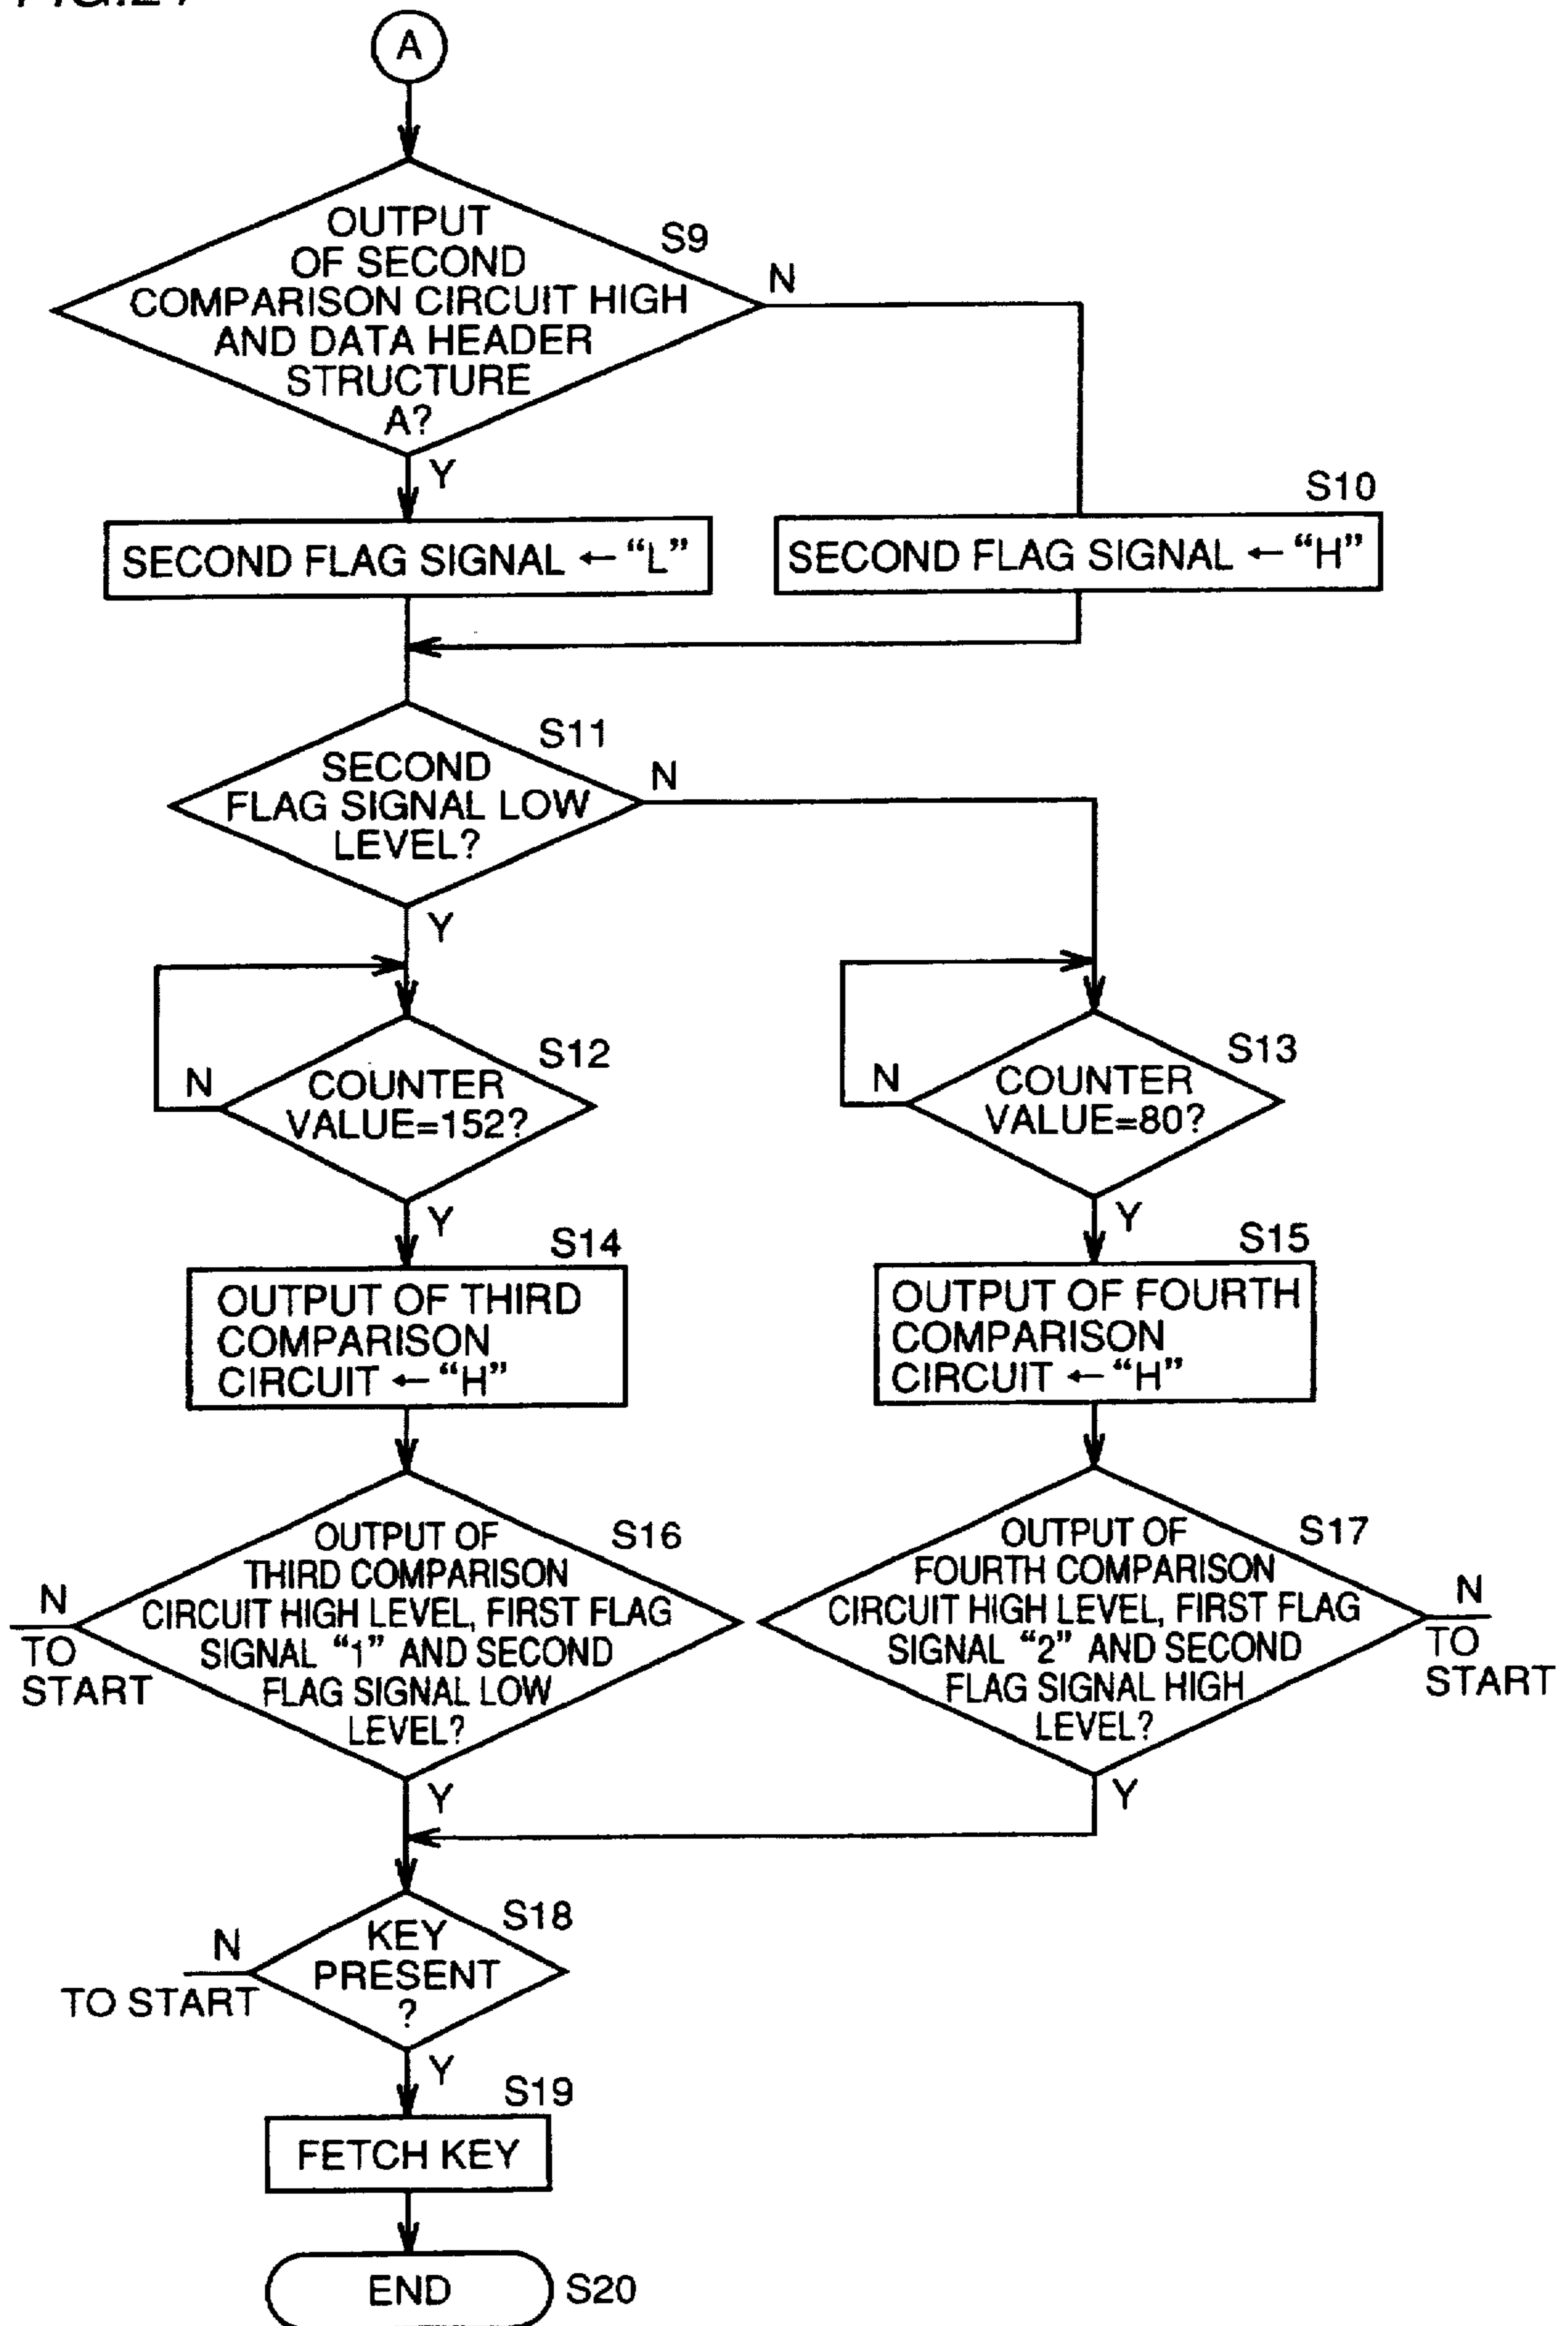 A
OUTPUT
OF SECOND
COMPARISON CIRCUIT HIGH
AND DATA HEADER
STRUCTURE
A?
S9
N
Y
SECOND FLAG SIGNAL ← “L”
S10
SECOND FLAG SIGNAL ← “H”
SECOND
FLAG SIGNAL LOW
LEVEL?
S11
N
Y
COUNTER
VALUE=152?
S12
N
Y
COUNTER
VALUE=80?
S13
N
Y
S14
OUTPUT OF THIRD
COMPARISON
CIRCUIT ← “H”
S15
OUTPUT OF FOURTH
COMPARISON
CIRCUIT ← “H”
OUTPUT OF
THIRD COMPARISON
CIRCUIT HIGH LEVEL, FIRST FLAG
SIGNAL “1” AND SECOND
FLAG SIGNAL LOW
LEVEL?
S16
N
TO
START
Y
OUTPUT OF
FOURTH COMPARISON
CIRCUIT HIGH LEVEL, FIRST FLAG
SIGNAL “2” AND SECOND
FLAG SIGNAL HIGH
LEVEL?
S17
N
TO
START
Y
KEY
PRESENT
?
S18
N
TO START
Y
S19
FETCH KEY
END
S20